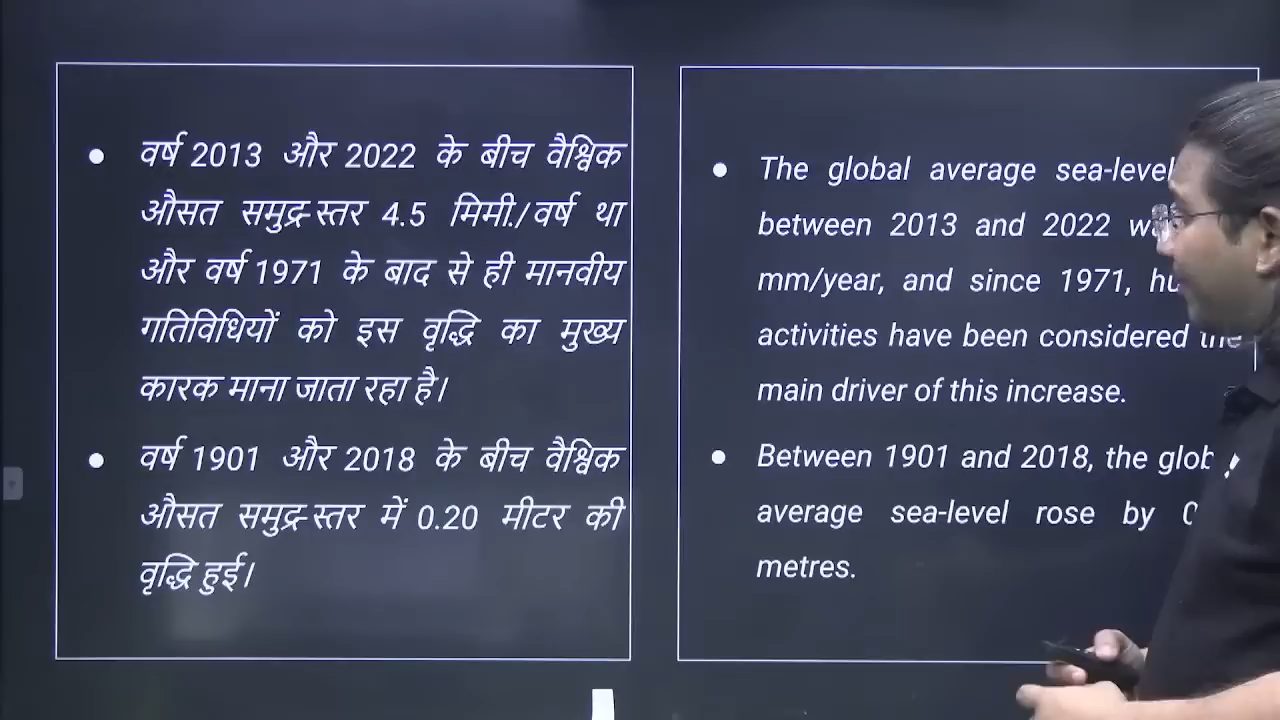 वर्ष 2013 और 2022 के बीच वैश्विक
औसत समुद्र-स्तर 4.5 मिमी./वर्ष था
और वर्ष 1971 के बाद से ही मानवीय
गतिविधियों को इस वृद्धि का मुख्य
कारक माना जाता रहा है।
वर्ष 1901 और 2018 के बीच वैश्विक
औसत समुद्र-स्तर में 0.20 मीटर की
वृद्धि हुई।
The global average sea-level
between 2013 and 2022
mm/year, and since 1971,
activities have been considered the
main driver of this increase.
Between 1901 and 2018, the
average sea-level rose by
metres.